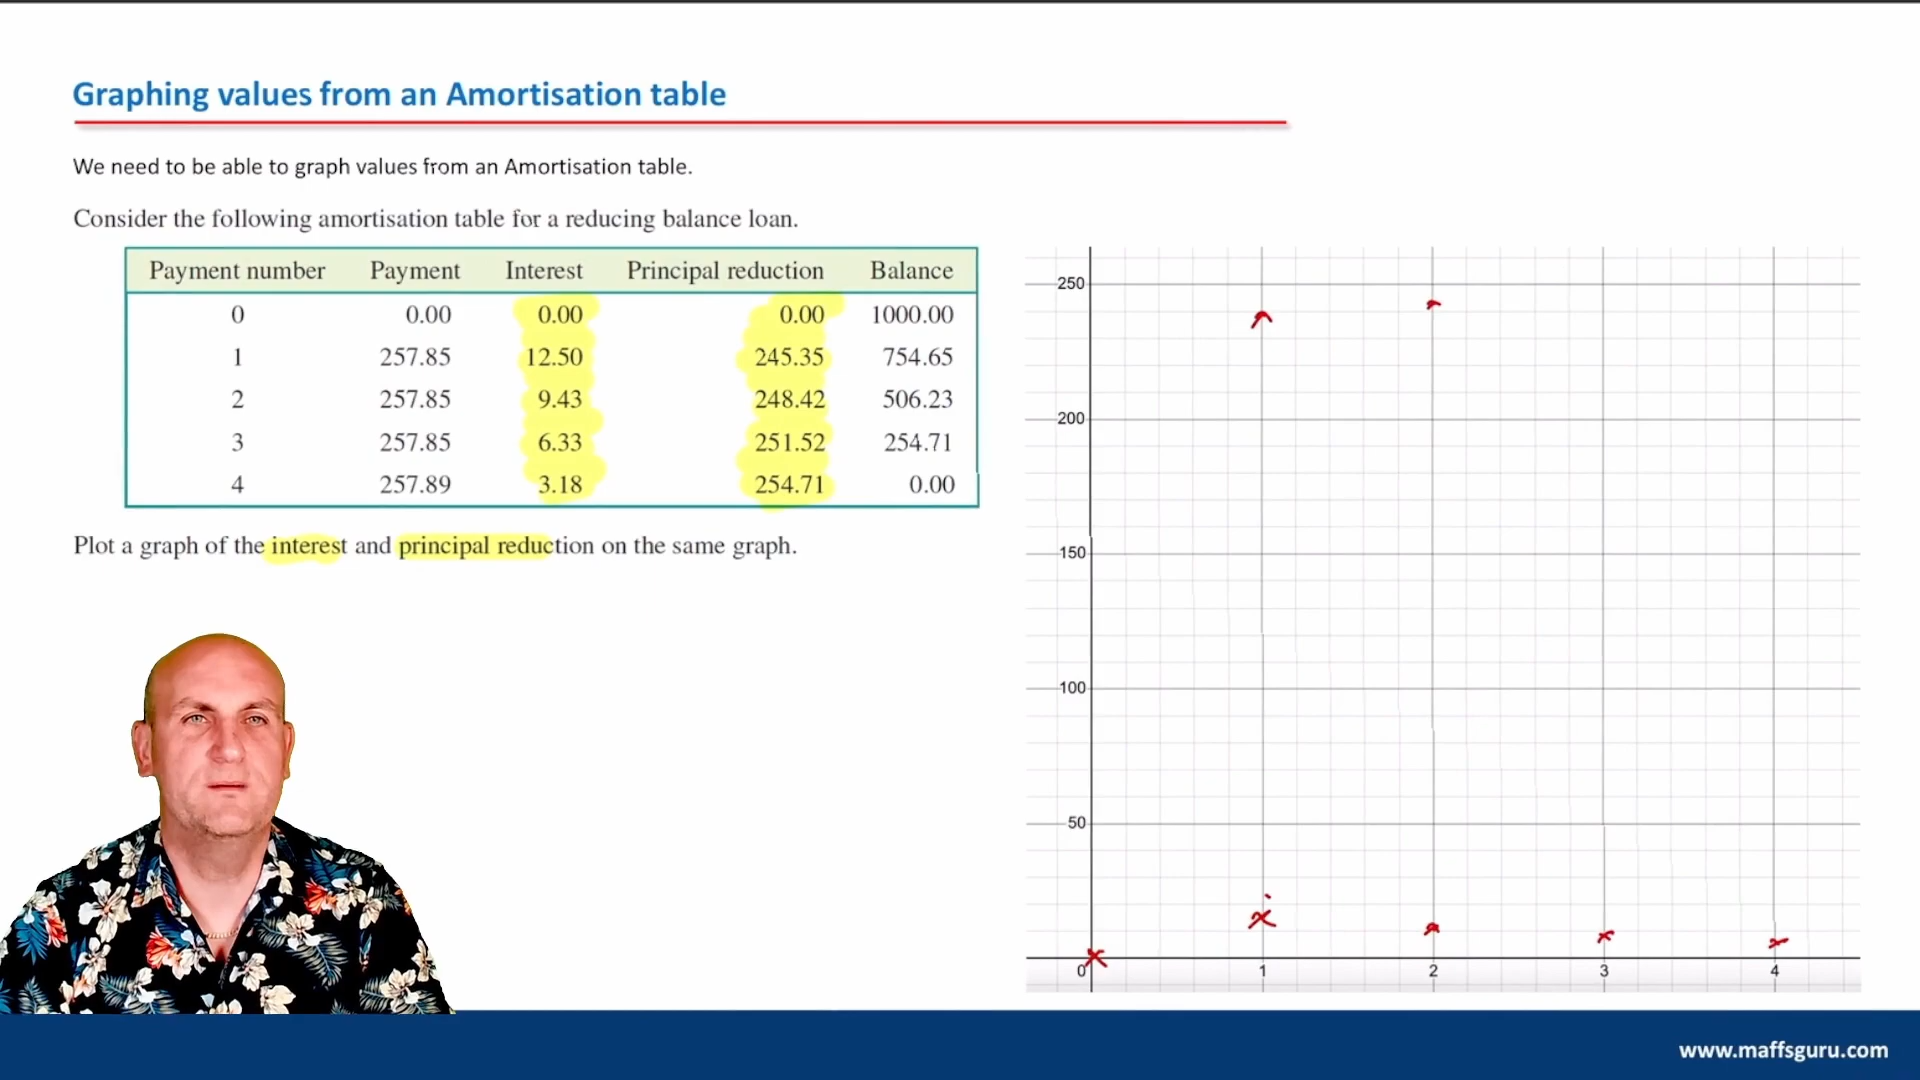 Graphing values from an Amortisation table
We need to be able to graph values from an Amortisation table.
Consider the following amortisation table for a reducing balance loan.
Payment number Payment Interest Principal reduction Balance
0 0.00 0.00 0.00 1000.00
1 257.85 12.50 245.35 754.65
2 257.85 9.43 248.42 506.23
3 257.85 6.33 251.52 254.71
4 257.89 3.18 254.71 0.00
Plot a graph of the interest and principal reduction on the same graph.
250
200
150
100
50
0 1 2 3 4
www.maffsguru.com